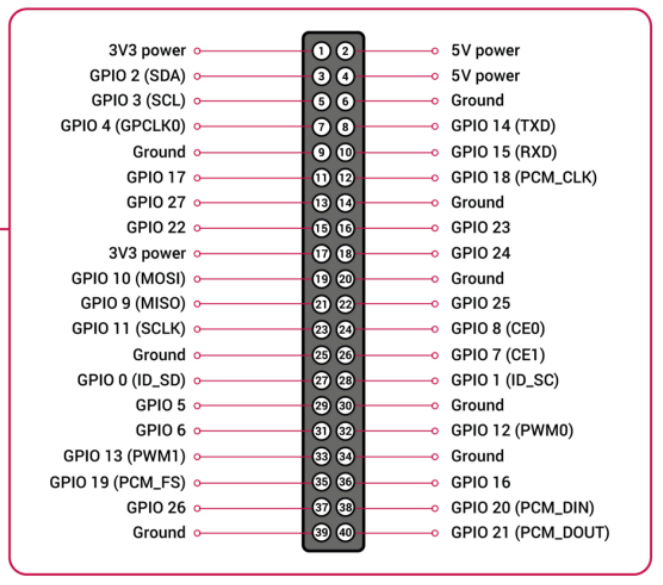 3V3 power 1 2 5V power
GPIO 2 (SDA) 3 4 5V power
GPIO 3 (SCL) 5 6 Ground
GPIO 4 (GPCLK0) 7 8 GPIO 14 (TXD)
Ground 9 10 GPIO 15 (RXD)
GPIO 17 11 12 GPIO 18 (PCM_CLK)
GPIO 27 13 14 Ground
GPIO 22 15 16 GPIO 23
3V3 power 17 18 GPIO 24
GPIO 10 (MOSI) 19 20 Ground
GPIO 9 (MISO) 21 22 GPIO 25
GPIO 11 (SCLK) 23 24 GPIO 8 (CE0)
Ground 25 26 GPIO 7 (CE1)
GPIO 0 (ID_SD) 27 28 GPIO 1 (ID_SC)
GPIO 5 29 30 Ground
GPIO 6 31 32 GPIO 12 (PWM0)
GPIO 13 (PWM1) 33 34 Ground
GPIO 19 (PCM_FS) 35 36 GPIO 16
GPIO 26 37 38 GPIO 20 (PCM_DIN)
Ground 39 40 GPIO 21 (PCM_DOUT)